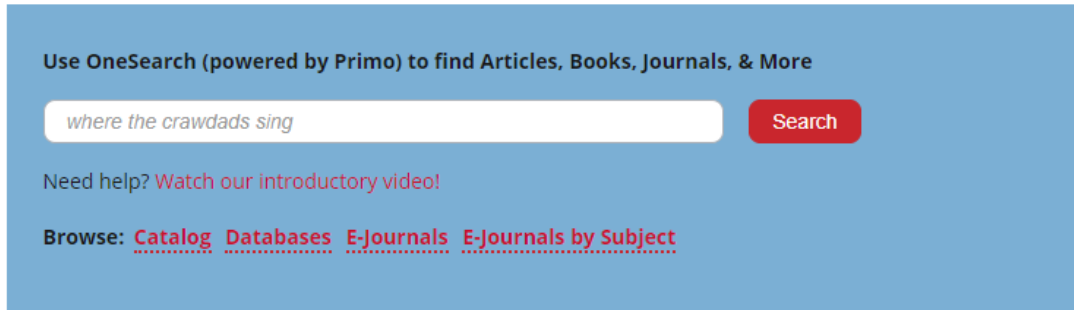 Use OneSearch (powered by Primo) to find Articles, Books, Journals, & More
where the crawdads sing
Search
Need help? Watch our introductory video!
Browse: Catalog Databases E-Journals E-Journals by Subject